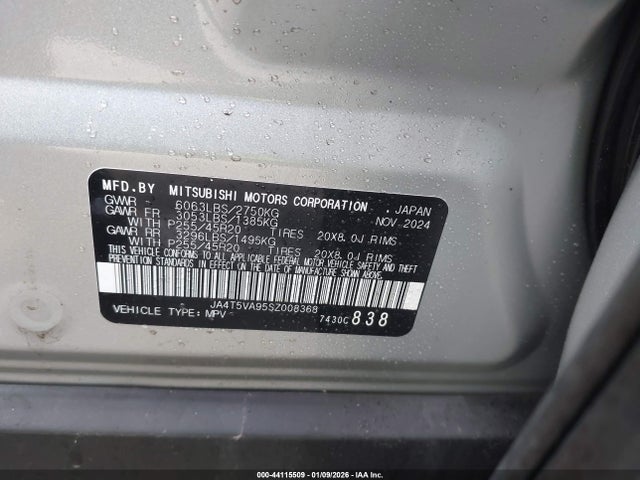 MFD.BY MITSUBISHI MOTORS CORPORATION , JAPAN
GVWR 6063LBS/2750KG NOV 2024
GAWR FR 3053LBS/1385KG
WITH P255/45R20 TIRES 20X8.0J RIMS
GAWR RR 3296LBS/1495KG
WITH P255/45R20 TIRES 20X8.0J RIMS
THIS VEHICLE CONFORMS TO ALL APPLICABLE FEDERAL MOTOR VEHICLE SAFETY AND THEFT
PREVENTION STANDARDS IN EFFECT ON THE DATE OF MANUFACTURE SHOWN ABOVE.
JA4T5VA95SZ008368
VEHICLE TYPE: MPV 7430C 838
000-44115509 - 01/09/2026 - IAA Inc.